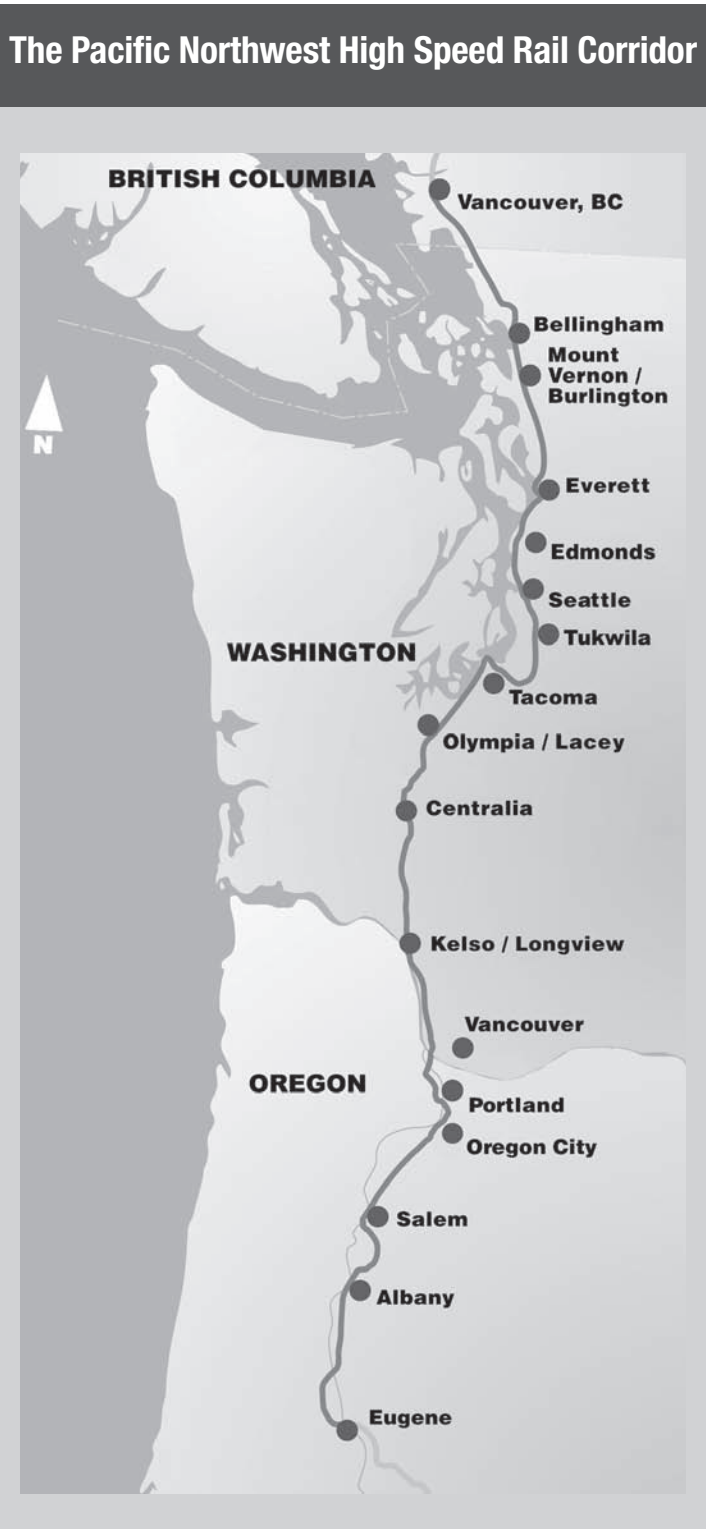 The Pacific Northwest High Speed Rail Corridor
BRITISH COLUMBIA
Vancouver, BC
Bellingham
Mount
Vernon /
Burlington
N
Everett
Edmonds
Seattle
Tukwila
WASHINGTON
Tacoma
Olympia / Lacey
Centralia
Kelso / Longview
Vancouver
OREGON
Portland
Oregon City
Salem
Albany
Eugene